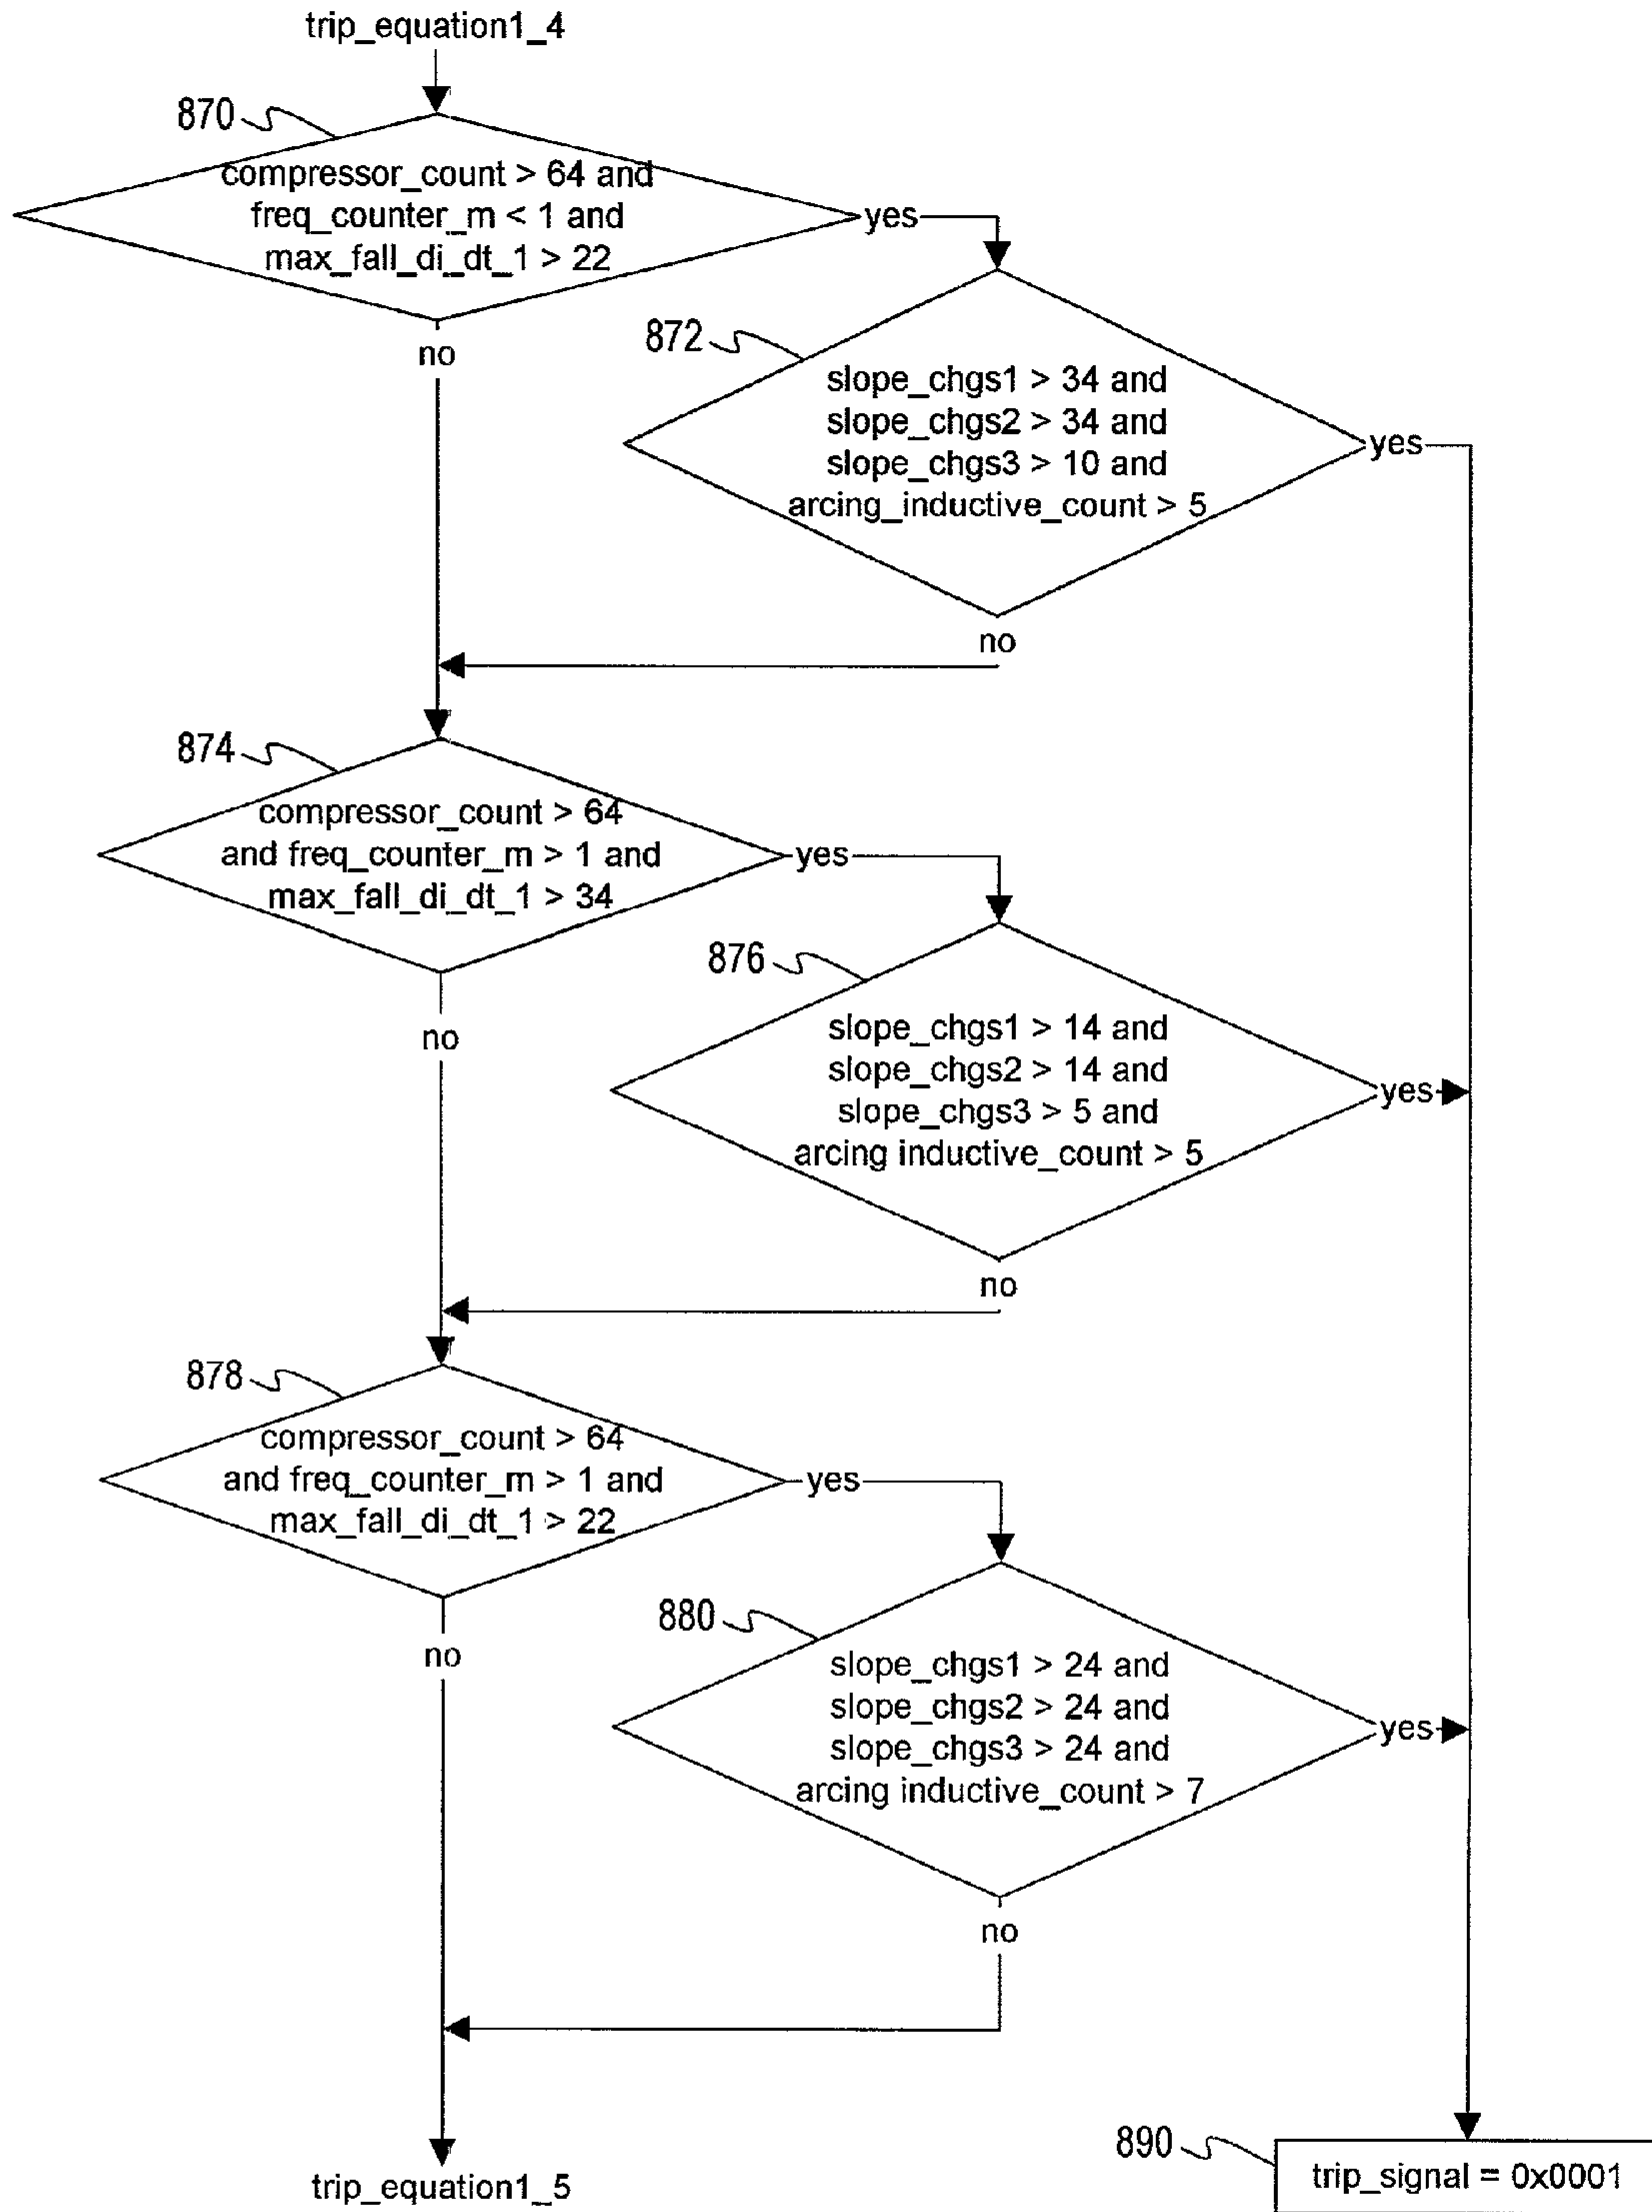 trip_equation1_4
870
compressor_count > 64 and
freq_counter_m < 1 and
max_fall_di_dt_1 > 22
yes
no
872
slope_chgs1 > 34 and
slope_chgs2 > 34 and
slope_chgs3 > 10 and
arcing_inductive_count > 5
yes
no
874
compressor_count > 64
and freq_counter_m > 1 and
max_fall_di_dt_1 > 34
yes
no
876
slope_chgs1 > 14 and
slope_chgs2 > 14 and
slope_chgs3 > 5 and
arcing inductive_count > 5
yes
no
878
compressor_count > 64
and freq_counter_m > 1 and
max_fall_di_dt_1 > 22
yes
no
880
slope_chgs1 > 24 and
slope_chgs2 > 24 and
slope_chgs3 > 24 and
arcing inductive_count > 7
yes
no
890
trip_signal = 0x0001
trip_equation1_5